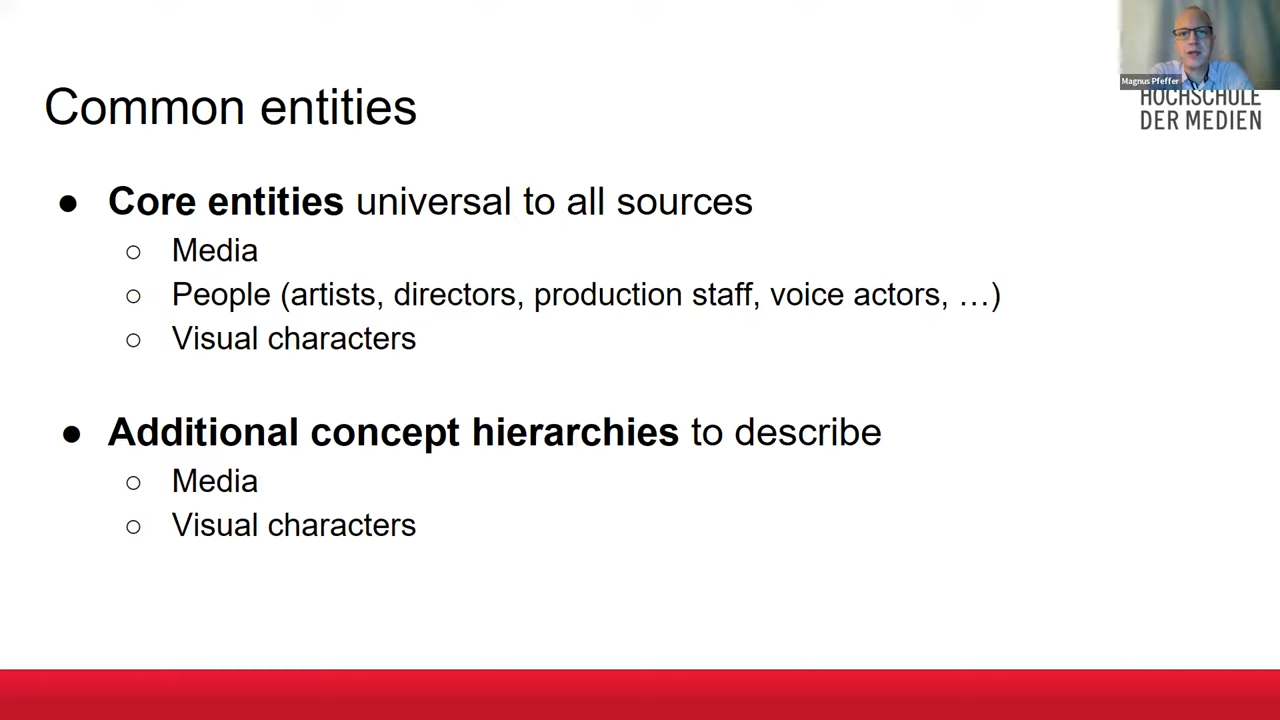 Magnus Pfeffer
HOCHSCHULE
DER MEDIEN
Common entities
● Core entities universal to all sources
○ Media
○ People (artists, directors, production staff, voice actors, …)
○ Visual characters
● Additional concept hierarchies to describe
○ Media
○ Visual characters